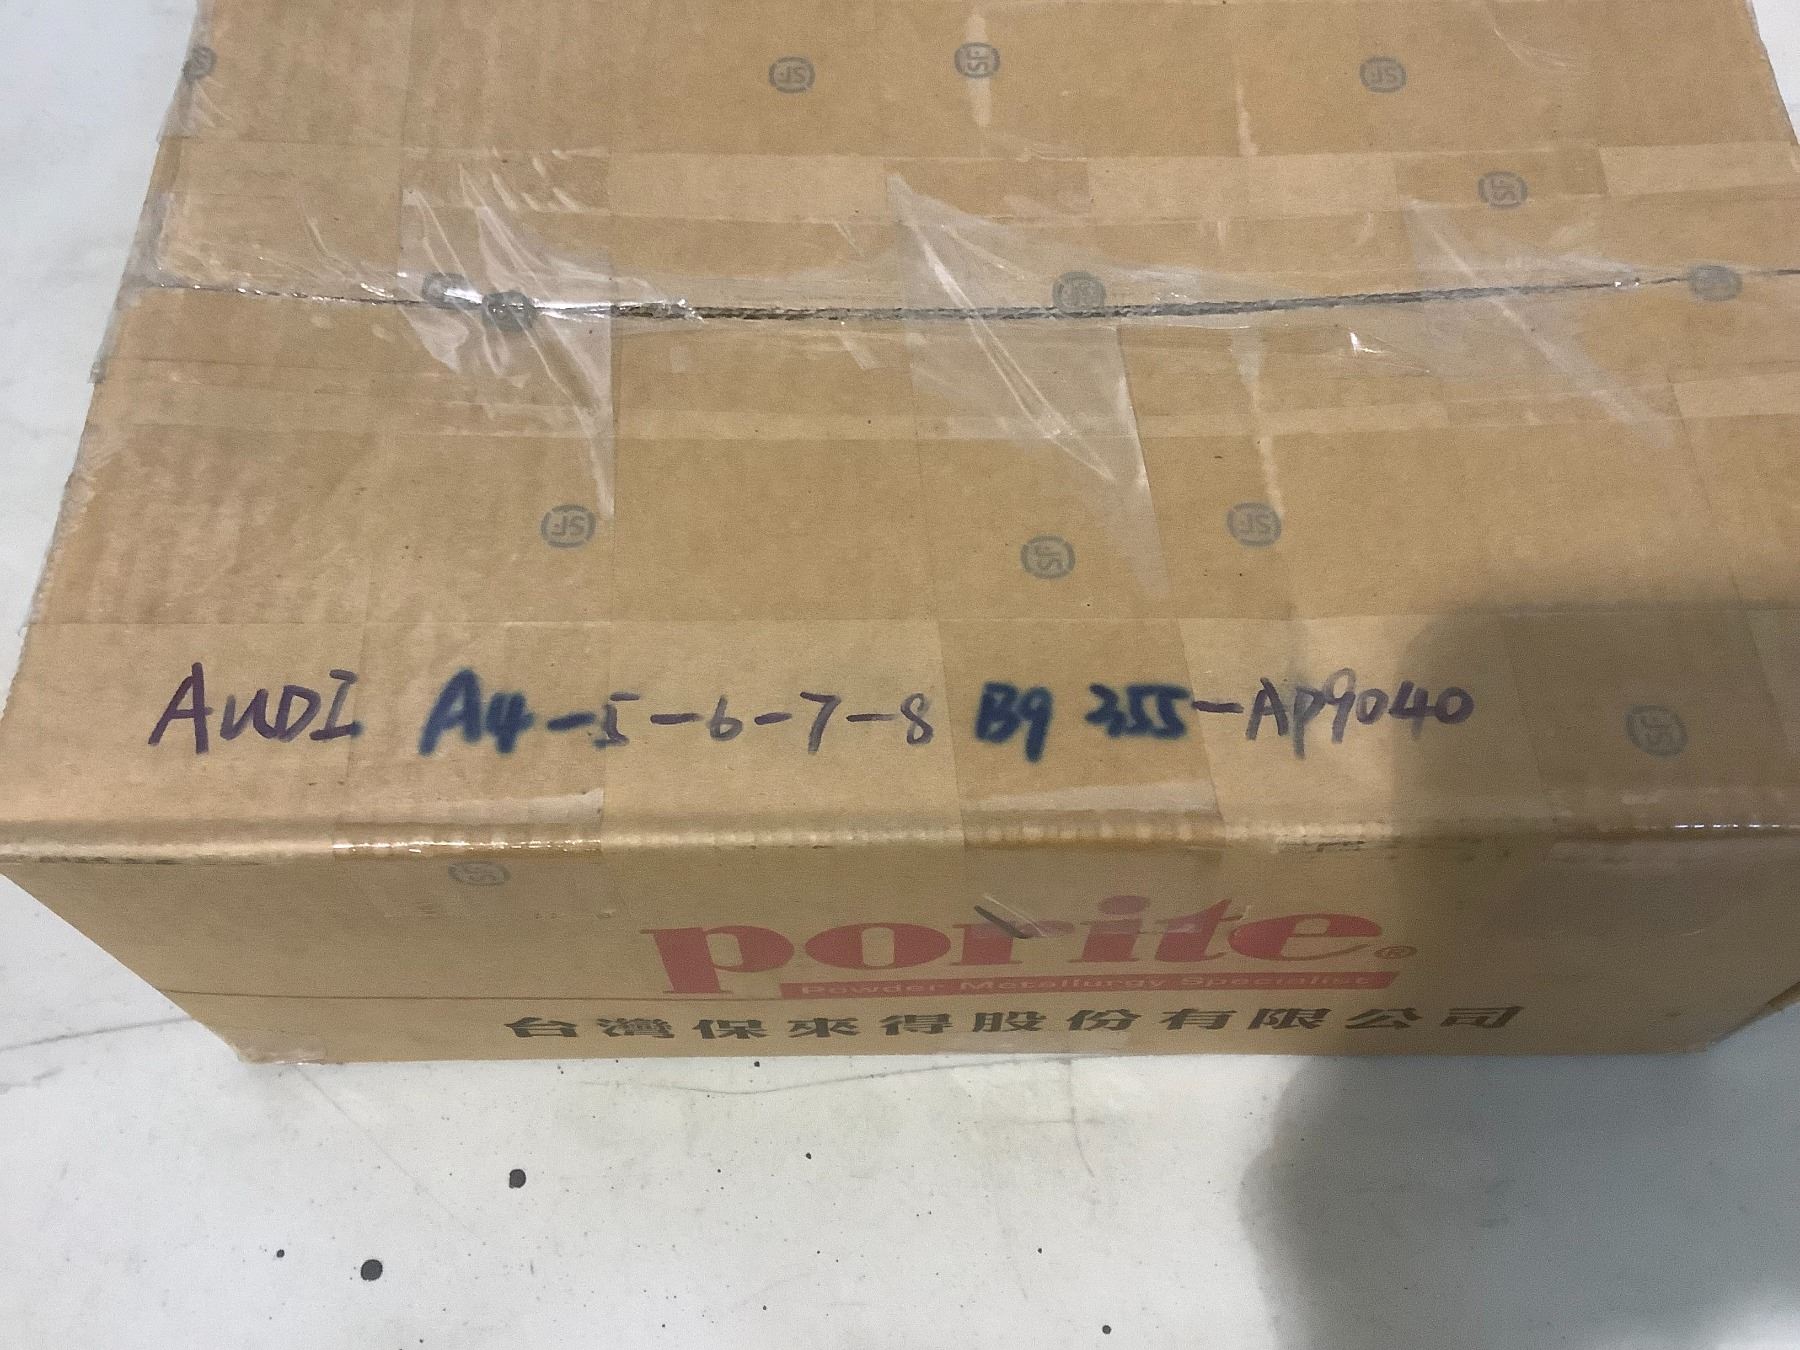 AUDI A4-5-6-7-8 B9 355-AP9040
porite®
Powder Metallurgy Specialist
台灣保來得股份有限公司